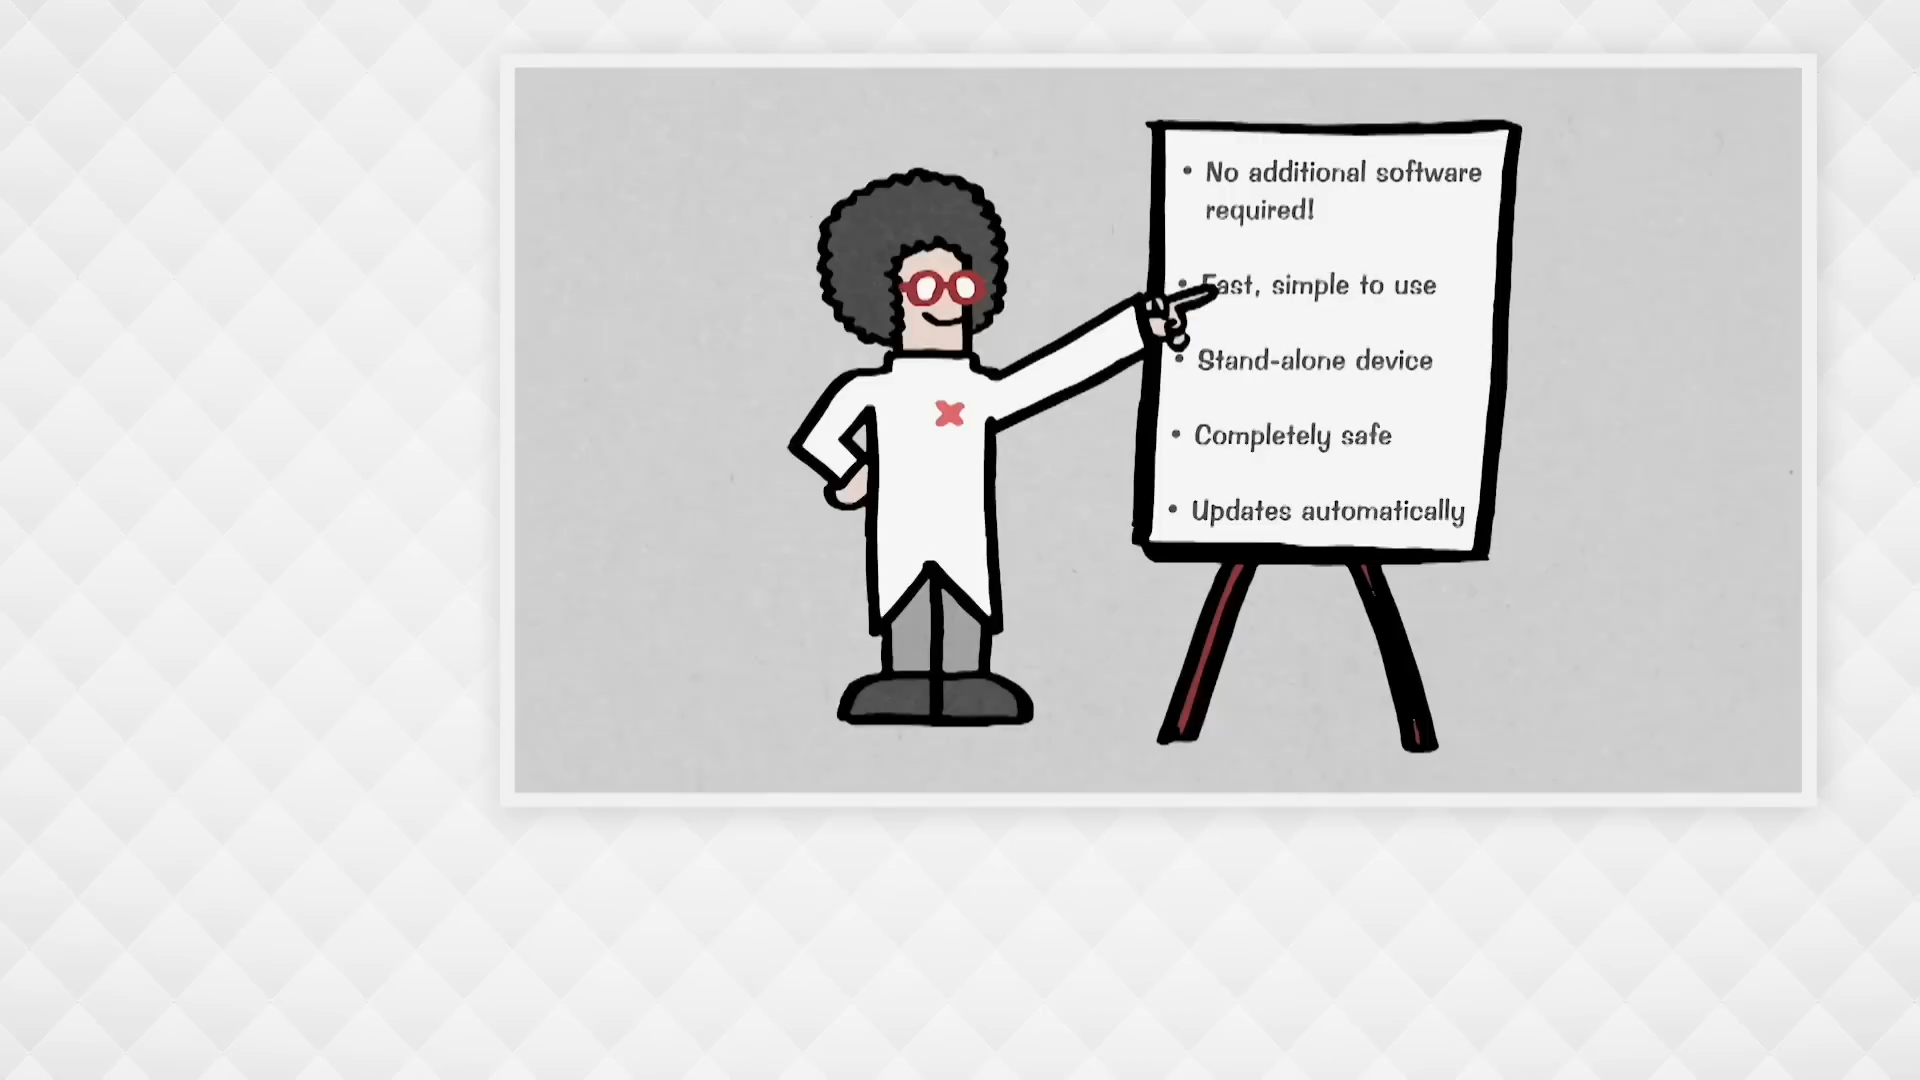 • No additional software
required!
• Fast, simple to use
• Stand-alone device
• Completely safe
• Updates automatically